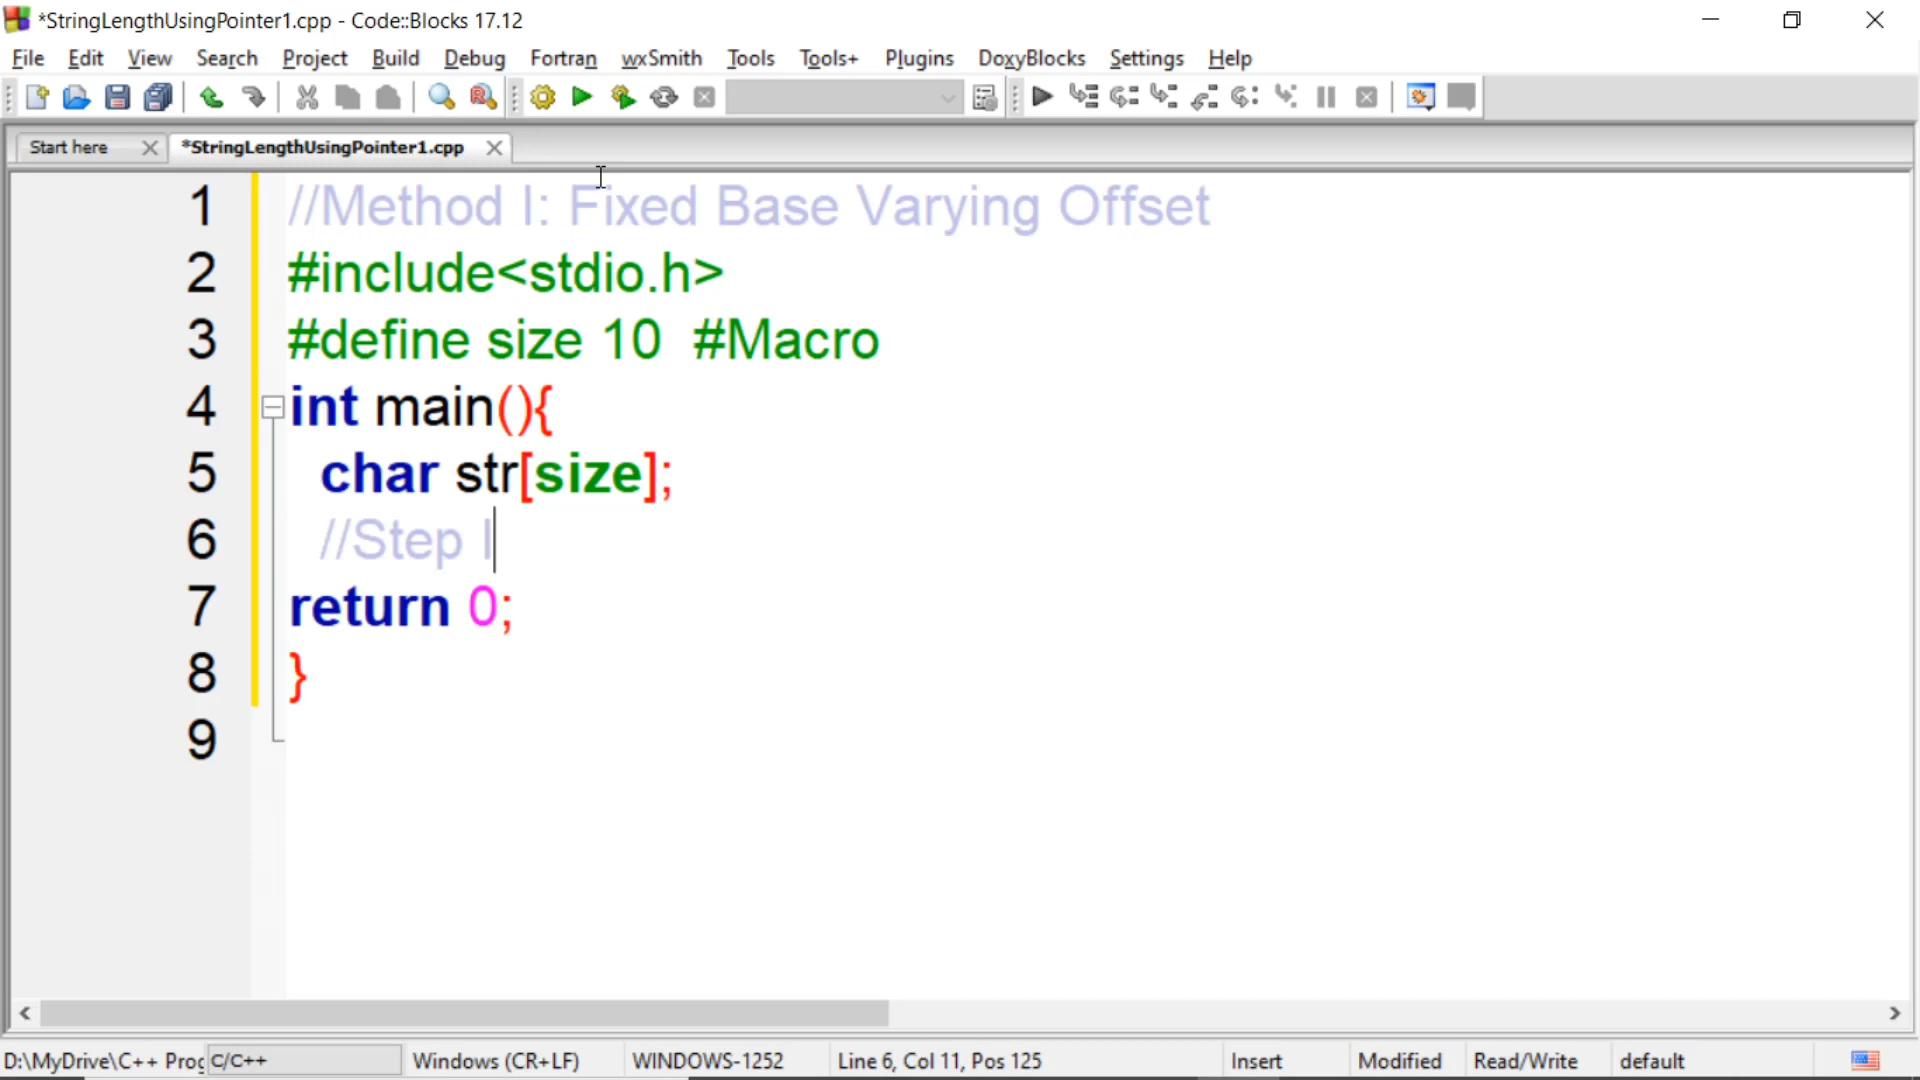 *StringLengthUsingPointer1.cpp - Code::Blocks 17.12
File Edit View Search Project Build Debug Fortran wxSmith Tools Tools+ Plugins DoxyBlocks Settings Help
Start here *StringLengthUsingPointer1.cpp
1 //Method I: Fixed Base Varying Offset
2 #include<stdio.h>
3 #define size 10 #Macro
4 int main(){
5 char str[size];
6 //Step I
7 return 0;
8 }
9
D:\MyDrive\C++ Prog C/C++ Windows (CR+LF) WINDOWS-1252 Line 6, Col 11, Pos 125 Insert Modified Read/Write default